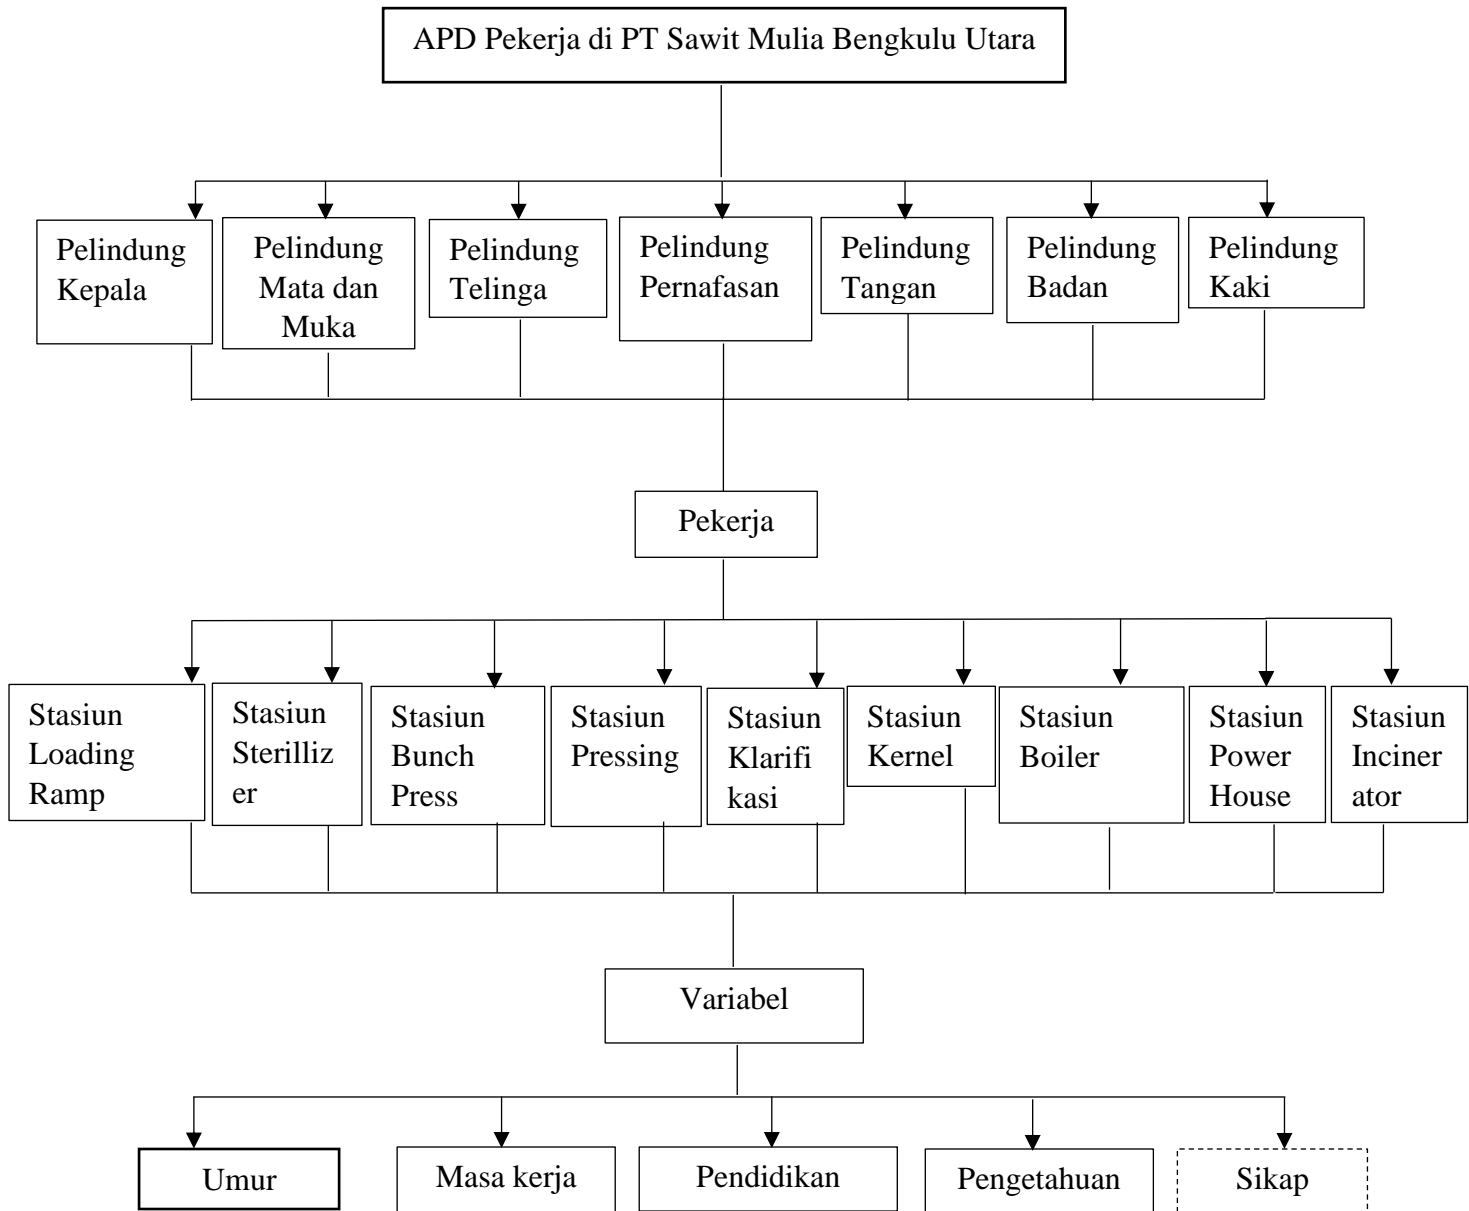 APD Pekerja di PT Sawit Mulia Bengkulu Utara
Pelindung
Kepala
Pelindung
Mata dan
Muka
Pelindung
Telinga
Pelindung
Pernafasan
Pelindung
Tangan
Pelindung
Badan
Pelindung
Kaki
Pekerja
Stasiun
Loading
Ramp
Stasiun
Sterilliz
er
Stasiun
Bunch
Press
Stasiun
Pressing
Stasiun
Klarifi
kasi
Stasiun
Kernel
Stasiun
Boiler
Stasiun
Power
House
Stasiun
Inciner
ator
Variabel
Umur
Masa kerja
Pendidikan
Pengetahuan
Sikap